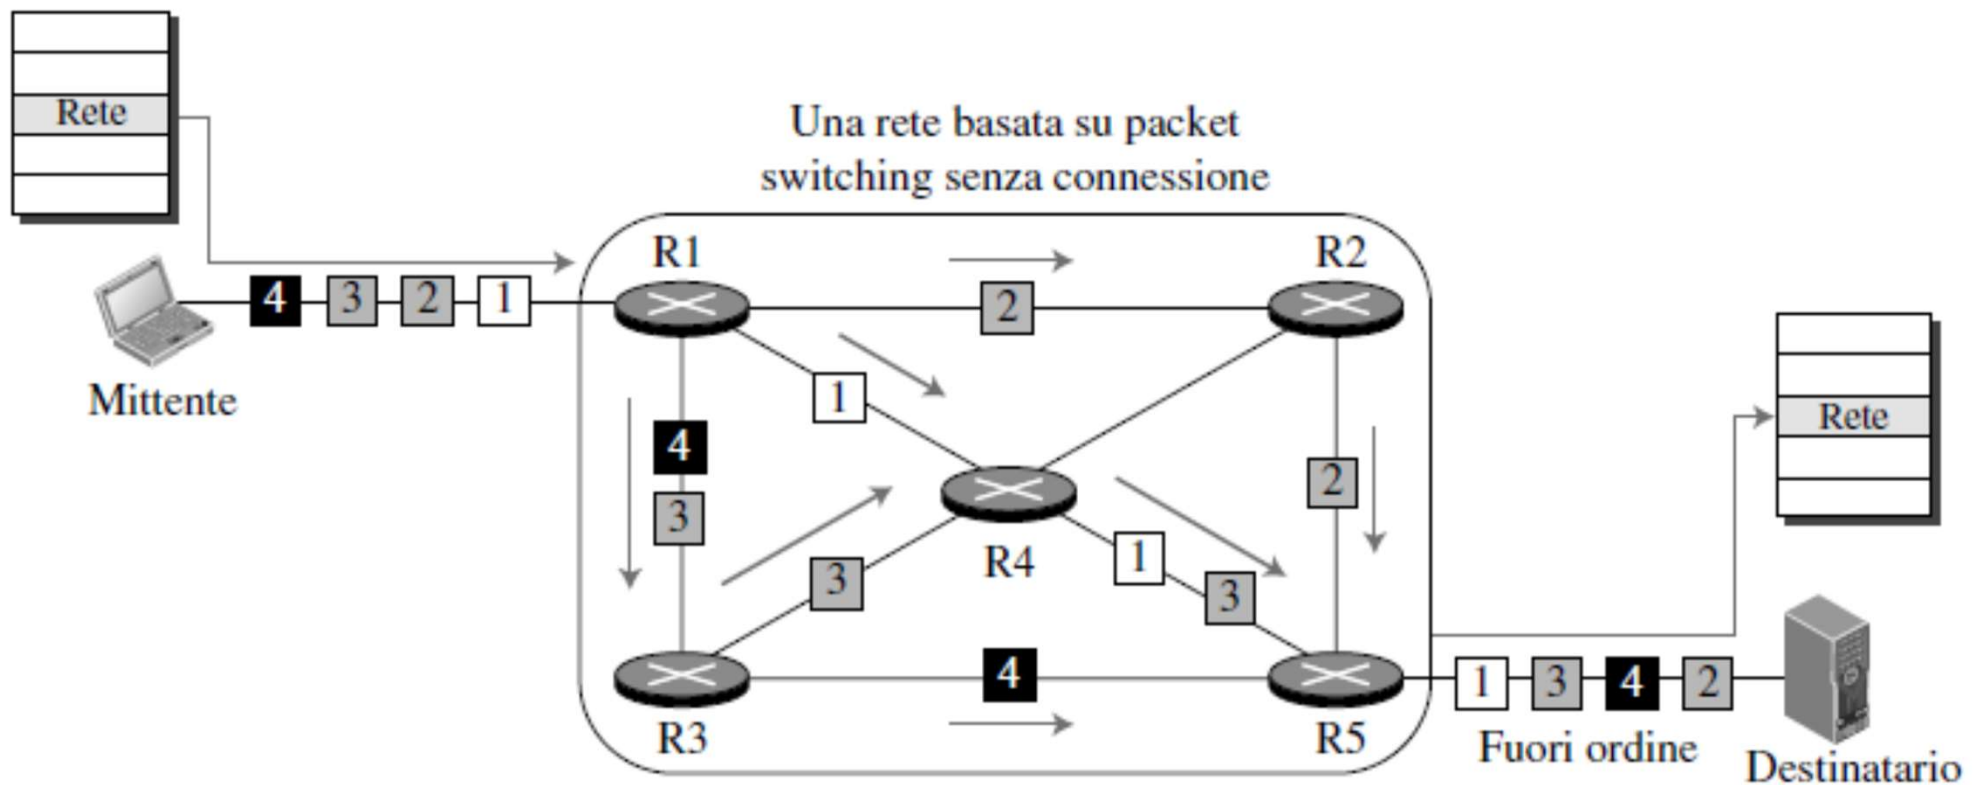 Rete
Una rete basata su packet
switching senza connessione
R1
R2
4 3 2 1
2
Mittente
1
4
3
2
Rete
R4
3
1
3
4
R3
R5
1 3 4 2
Fuori ordine
Destinatario